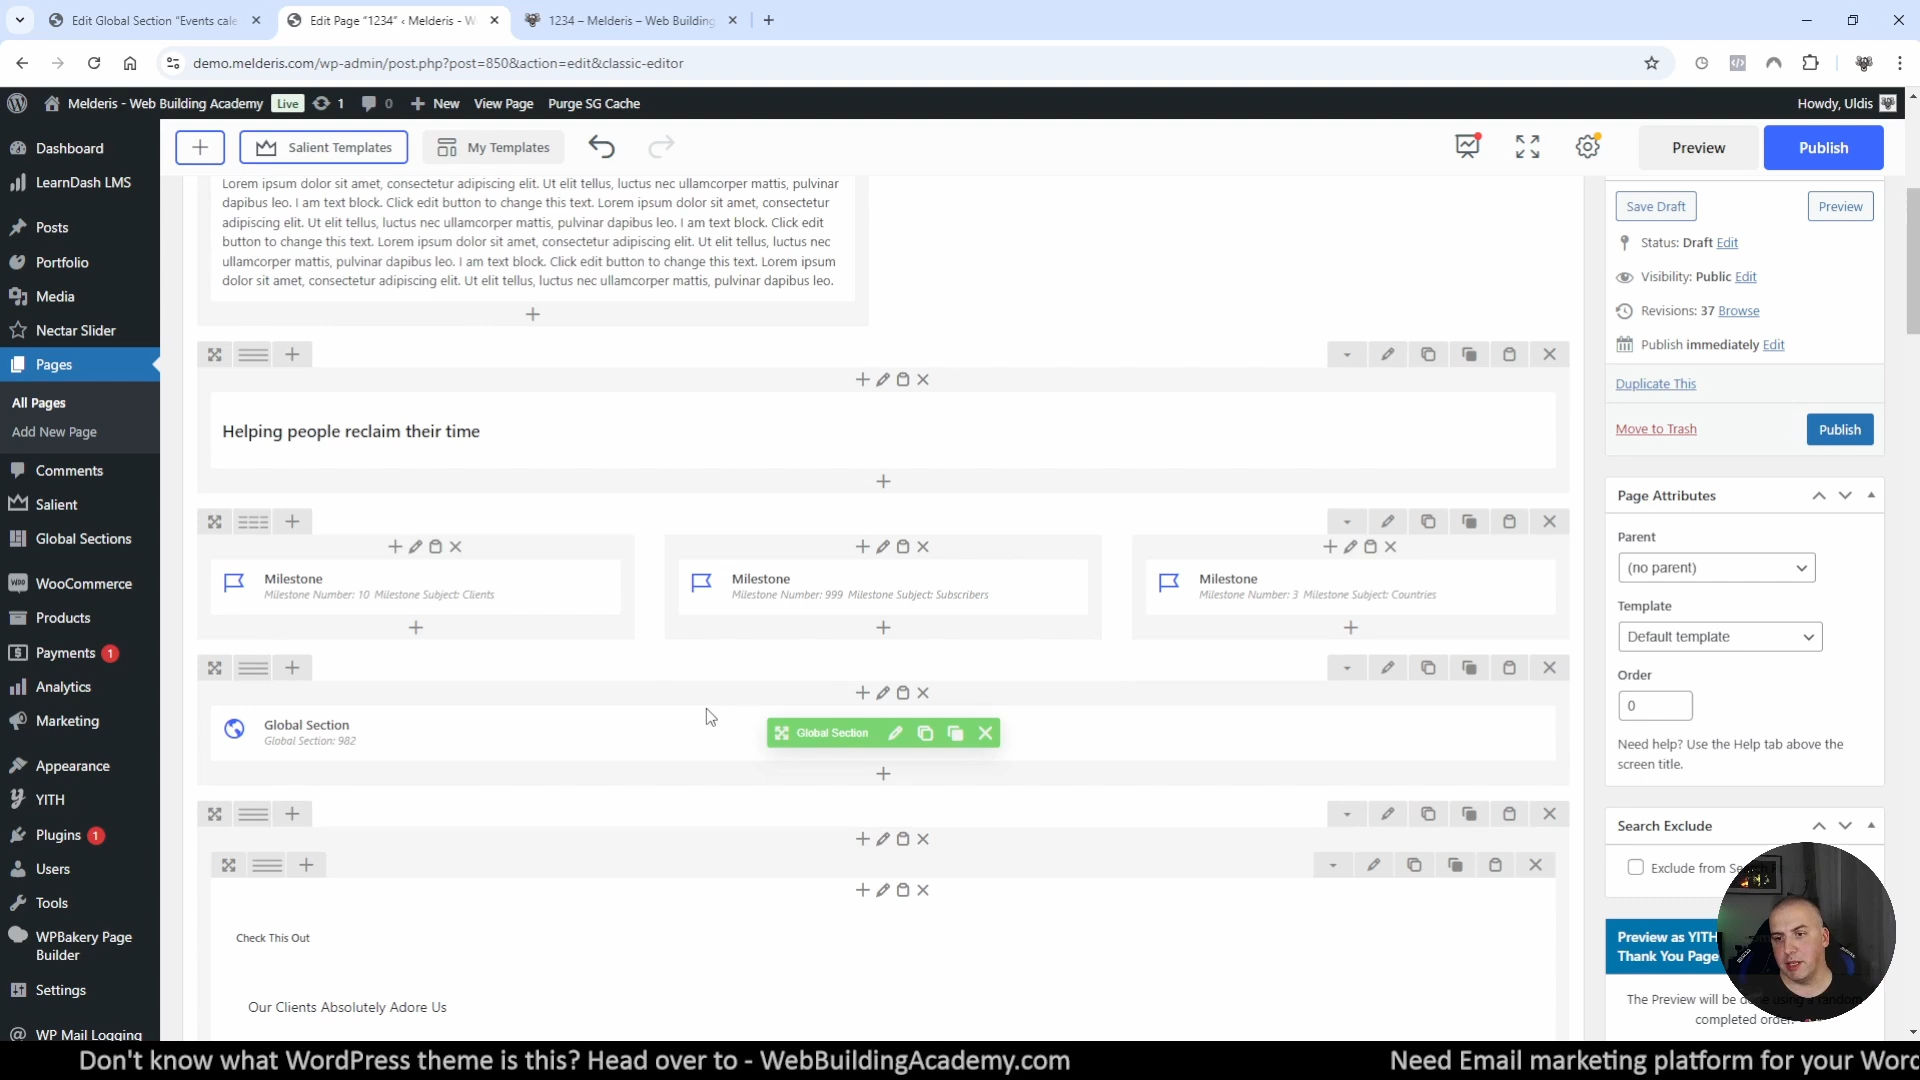 Edit Global Section "Events cale
Edit Page "1234" ‹ Melderis - W
1234 – Melderis – Web Building
demo.melderis.com/wp-admin/post.php?post=850&action=edit&classic-editor
Melderis - Web Building Academy
Live
1
0
New
View Page
Purge SG Cache
Howdy, Uldis
Salient Templates
My Templates
Preview
Publish
Dashboard
LearnDash LMS
Posts
Portfolio
Media
Nectar Slider
Pages
All Pages
Add New Page
Comments
Salient
Global Sections
WooCommerce
Products
Payments 1
Analytics
Marketing
Appearance
YITH
Plugins 1
Users
Tools
WPBakery Page
Builder
Settings
WP Mail Logging
Lorem ipsum dolor sit amet, consectetur adipiscing elit. Ut elit tellus, luctus nec ullamcorper mattis, pulvinar
dapibus leo. I am text block. Click edit button to change this text. Lorem ipsum dolor sit amet, consectetur
adipiscing elit. Ut elit tellus, luctus nec ullamcorper mattis, pulvinar dapibus leo. I am text block. Click edit
button to change this text. Lorem ipsum dolor sit amet, consectetur adipiscing elit. Ut elit tellus, luctus nec
ullamcorper mattis, pulvinar dapibus leo. I am text block. Click edit button to change this text. Lorem ipsum
dolor sit amet, consectetur adipiscing elit. Ut elit tellus, luctus nec ullamcorper mattis, pulvinar dapibus leo.
Helping people reclaim their time
Milestone
Milestone Number: 10 Milestone Subject: Clients
Milestone
Milestone Number: 999 Milestone Subject: Subscribers
Milestone
Milestone Number: 3 Milestone Subject: Countries
Global Section
Global Section: 982
Global Section
Check This Out
Our Clients Absolutely Adore Us
Save Draft
Preview
Status: Draft Edit
Visibility: Public Edit
Revisions: 37 Browse
Publish immediately Edit
Duplicate This
Move to Trash
Publish
Page Attributes
Parent
(no parent)
Template
Default template
Order
0
Need help? Use the Help tab above the
screen title.
Search Exclude
Exclude from
Preview as YITH
Thank You Page
The Preview will be done using a random
completed order.
Don't know what WordPress theme is this? Head over to - WebBuildingAcademy.com
Need Email marketing platform for your Worc